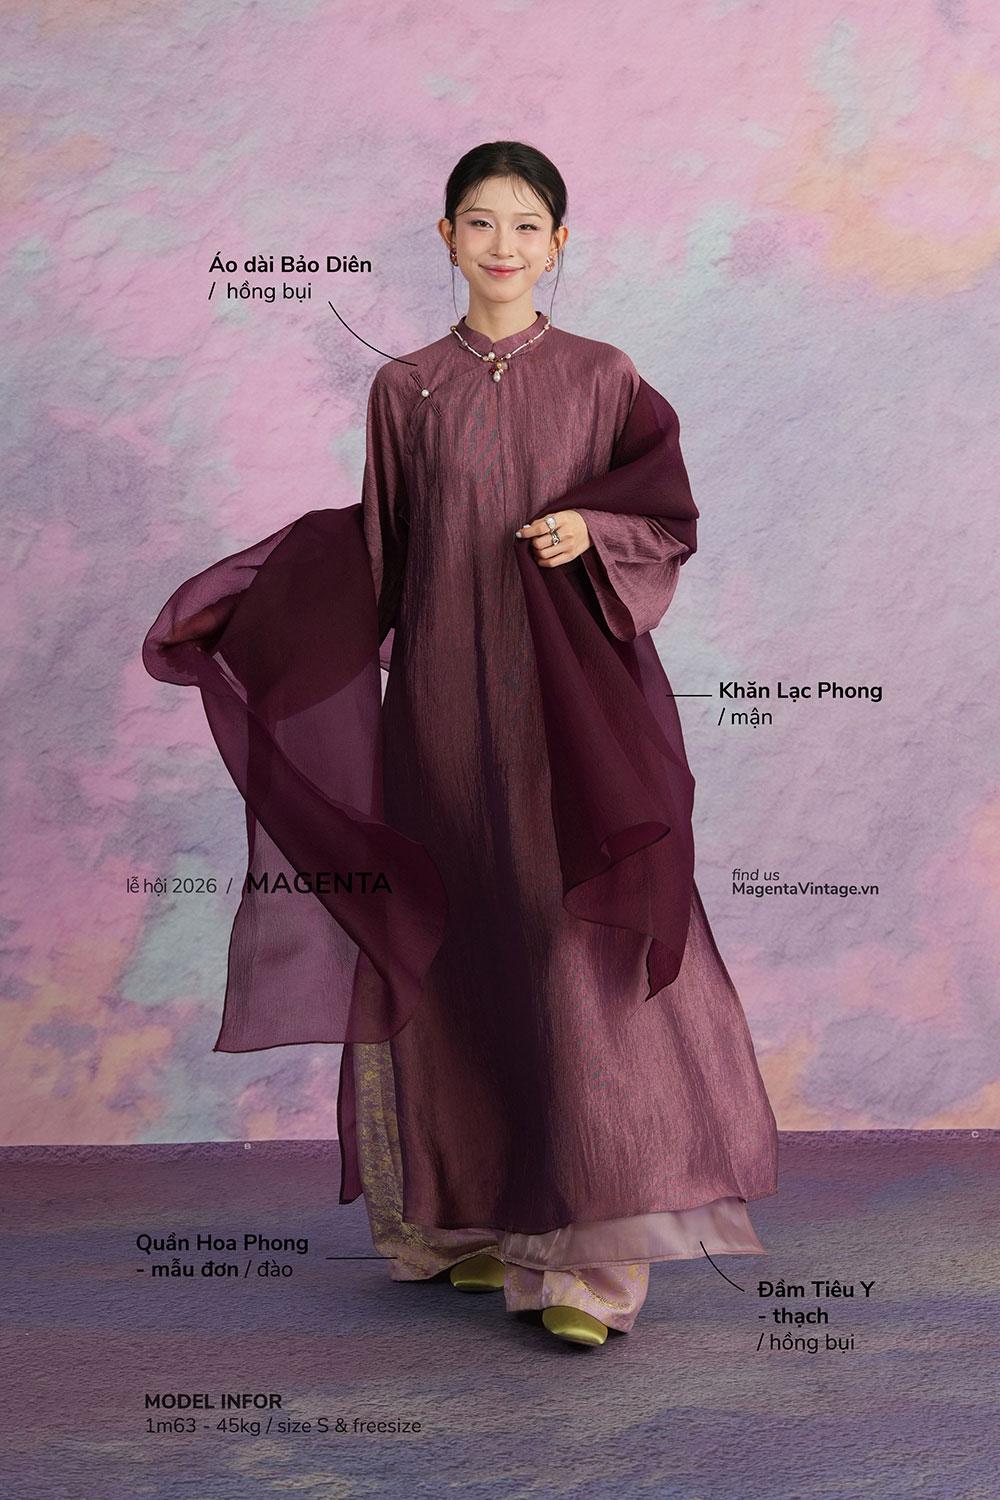 Áo dài Bảo Diên
/ hồng bụi
Khăn Lạc Phong
/ mận
lễ hội 2026 / MAGENTA
find us
MagentaVintage.vn
B
C
Quần Hoa Phong
- mẫu đơn / đào
Đầm Tiêu Y
- thạch
/ hồng bụi
MODEL INFOR
1m63 - 45kg / size S & freesize